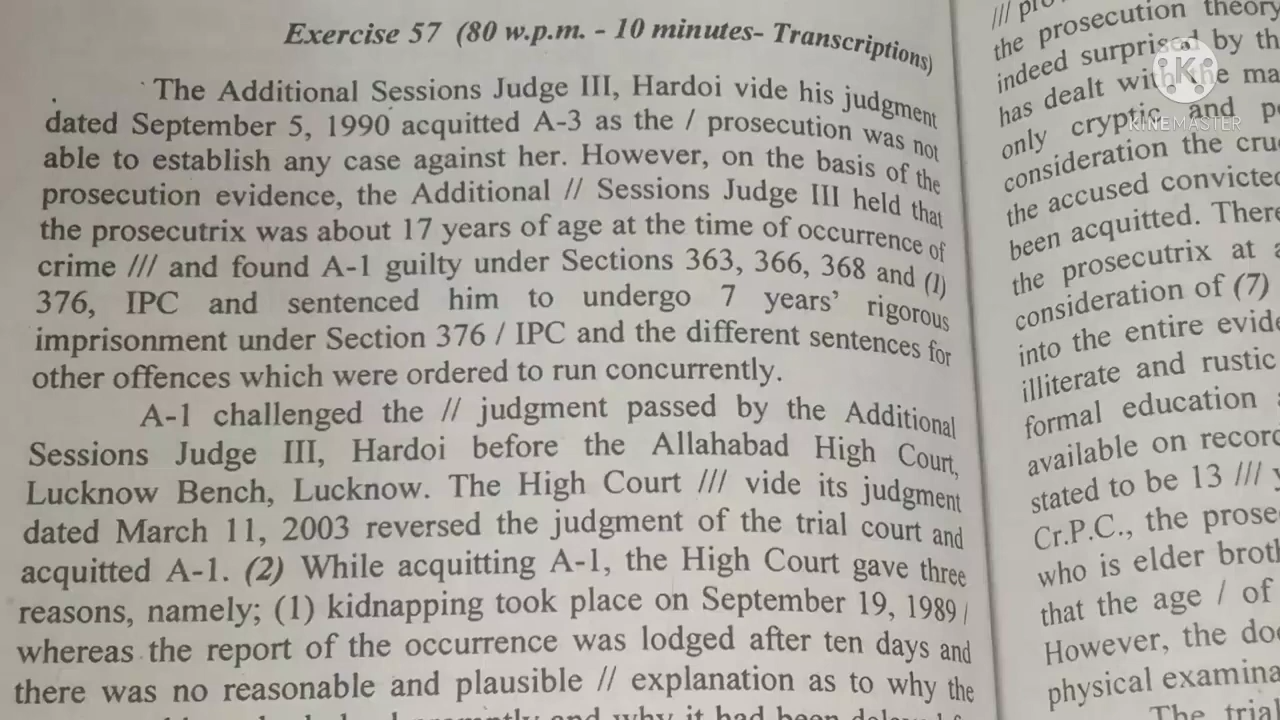 Exercise 57 (80 w.p.m. - 10 minutes- Transcriptions)
The Additional Sessions Judge III, Hardoi vide his judgment
dated September 5, 1990 acquitted A-3 as the / prosecution was not
able to establish any case against her. However, on the basis of the
prosecution evidence, the Additional // Sessions Judge III held that
the prosecutrix was about 17 years of age at the time of occurrence of
crime /// and found A-1 guilty under Sections 363, 366, 368 and (1)
376, IPC and sentenced him to undergo 7 years' rigorous
imprisonment under Section 376 / IPC and the different sentences for
other offences which were ordered to run concurrently.
A-1 challenged the // judgment passed by the Additional
Sessions Judge III, Hardoi before the Allahabad High Court,
Lucknow Bench, Lucknow. The High Court /// vide its judgment
dated March 11, 2003 reversed the judgment of the trial court and
acquitted A-1. (2) While acquitting A-1, the High Court gave three
reasons, namely; (1) kidnapping took place on September 19, 1989 /
whereas the report of the occurrence was lodged after ten days and
there was no reasonable and plausible // explanation as to why the
and why it had been
///
the prosecution theory
indeed surprised by
has dealt with the
only cryptic and
consideration the
the accused convicted
been acquitted. There
the prosecutrix at
consideration of (7)
into the entire
illiterate and rustic
formal education
available on
stated to be 13 ///
Cr.P.C., the
who is elder
that the age / of
However, the
physical
The
K
KINEMASTER